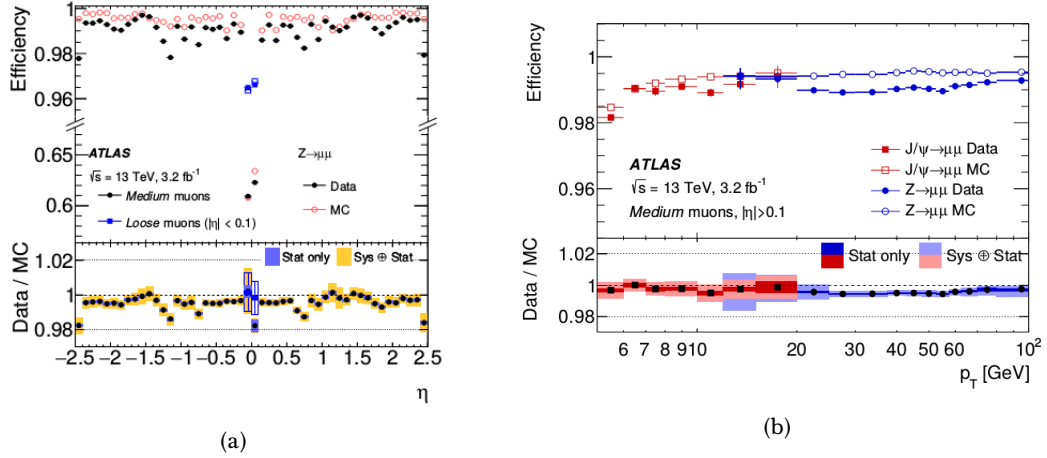 Efficiency
1
0.98
0.96
0.65
0.6
ATLAS
√s = 13 TeV, 3.2 fb⁻¹
Medium muons
Loose muons (|η| < 0.1)
Z→μμ
Data
MC
Data / MC
1.02
1
0.98
Stat only
Sys ⊕ Stat
−2.5 −2 −1.5 −1 −0.5 0 0.5 1 1.5 2 2.5
η
(a)
Efficiency
1
0.98
0.96
ATLAS
√s = 13 TeV, 3.2 fb⁻¹
Medium muons, |η|>0.1
J/ψ→μμ Data
J/ψ→μμ MC
Z→μμ Data
Z→μμ MC
Data / MC
1.02
1
0.98
Stat only
Sys ⊕ Stat
6 7 8 910 20 30 40 50 60 10²
p_T [GeV]
(b)